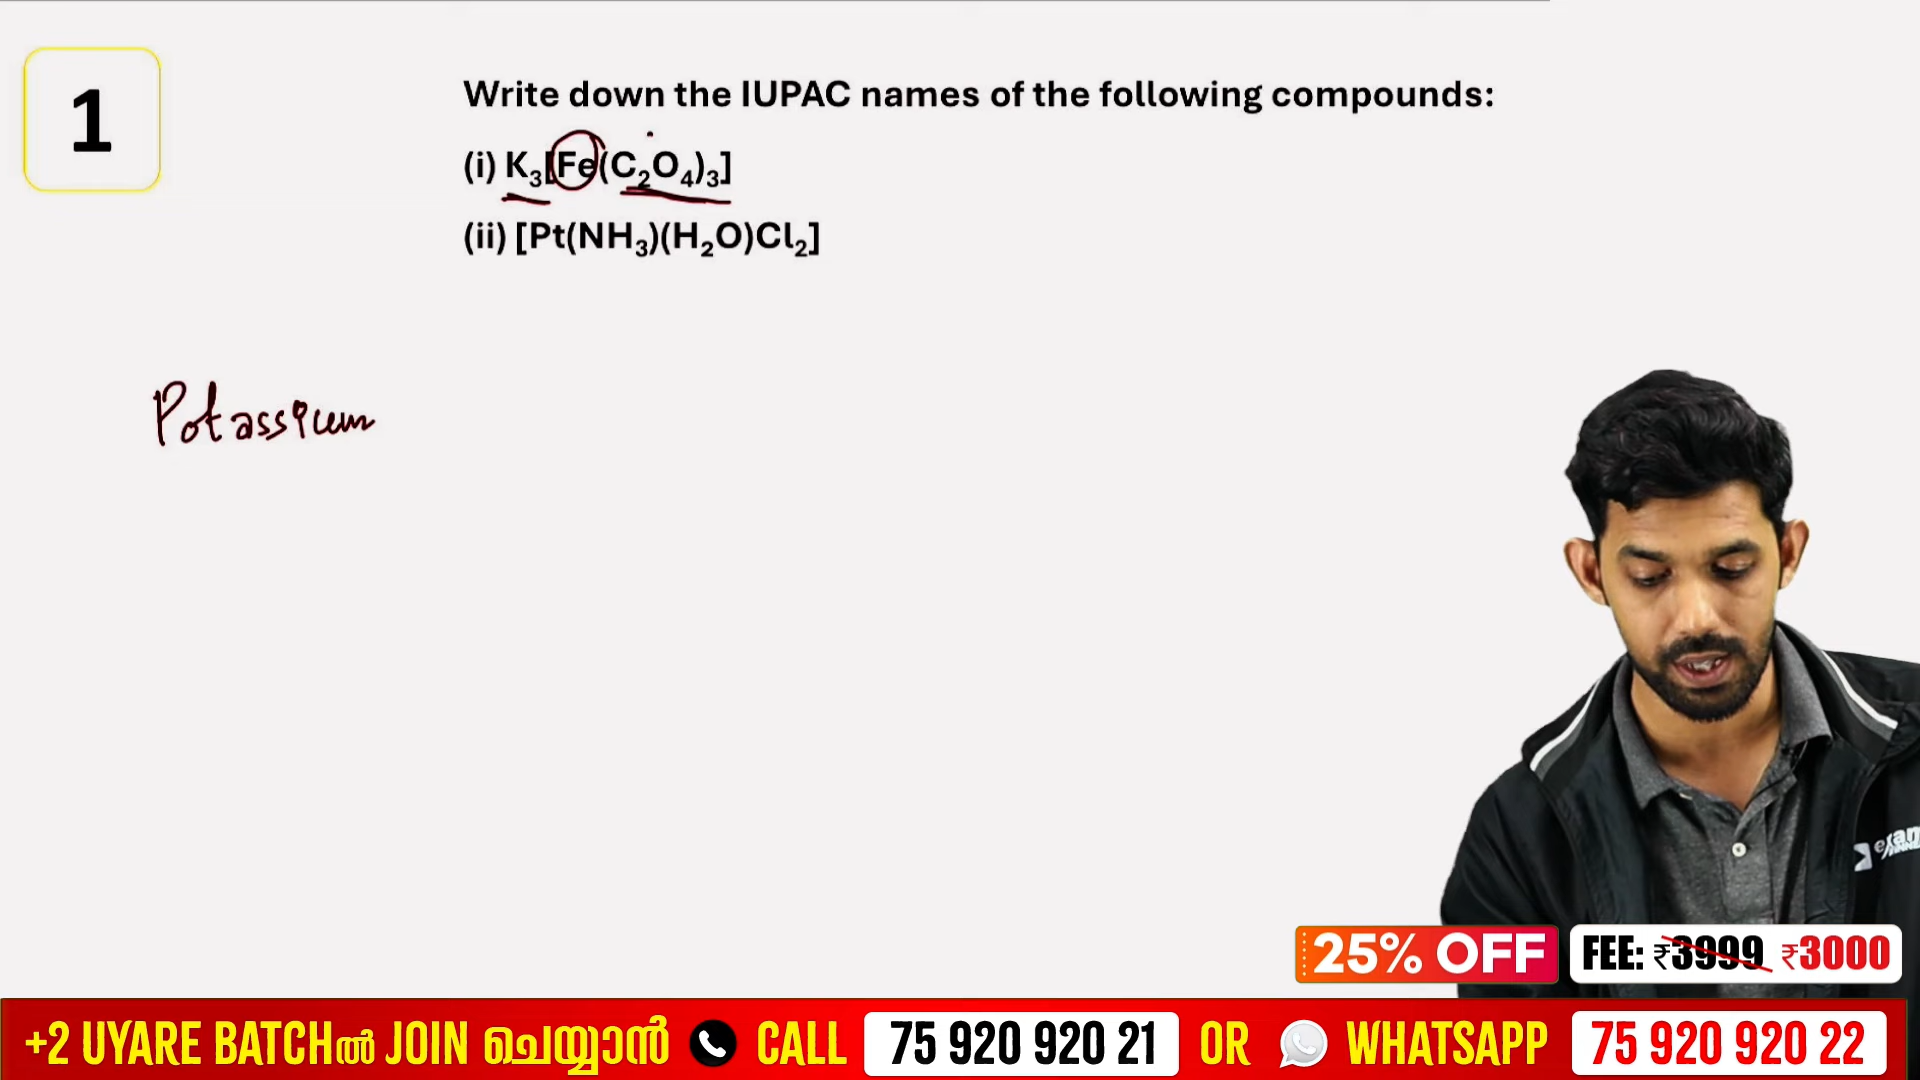 1
Write down the IUPAC names of the following compounds:
(i) K₃[Fe(C₂O₄)₃]
(ii) [Pt(NH₃)(H₂O)Cl₂]
Potassium
exam
25% OFF FEE: ₹3999 ₹3000
+2 UYARE BATCHൽ JOIN ചെയ്യാൻ CALL 75 920 920 21 OR WHATSAPP 75 920 920 22